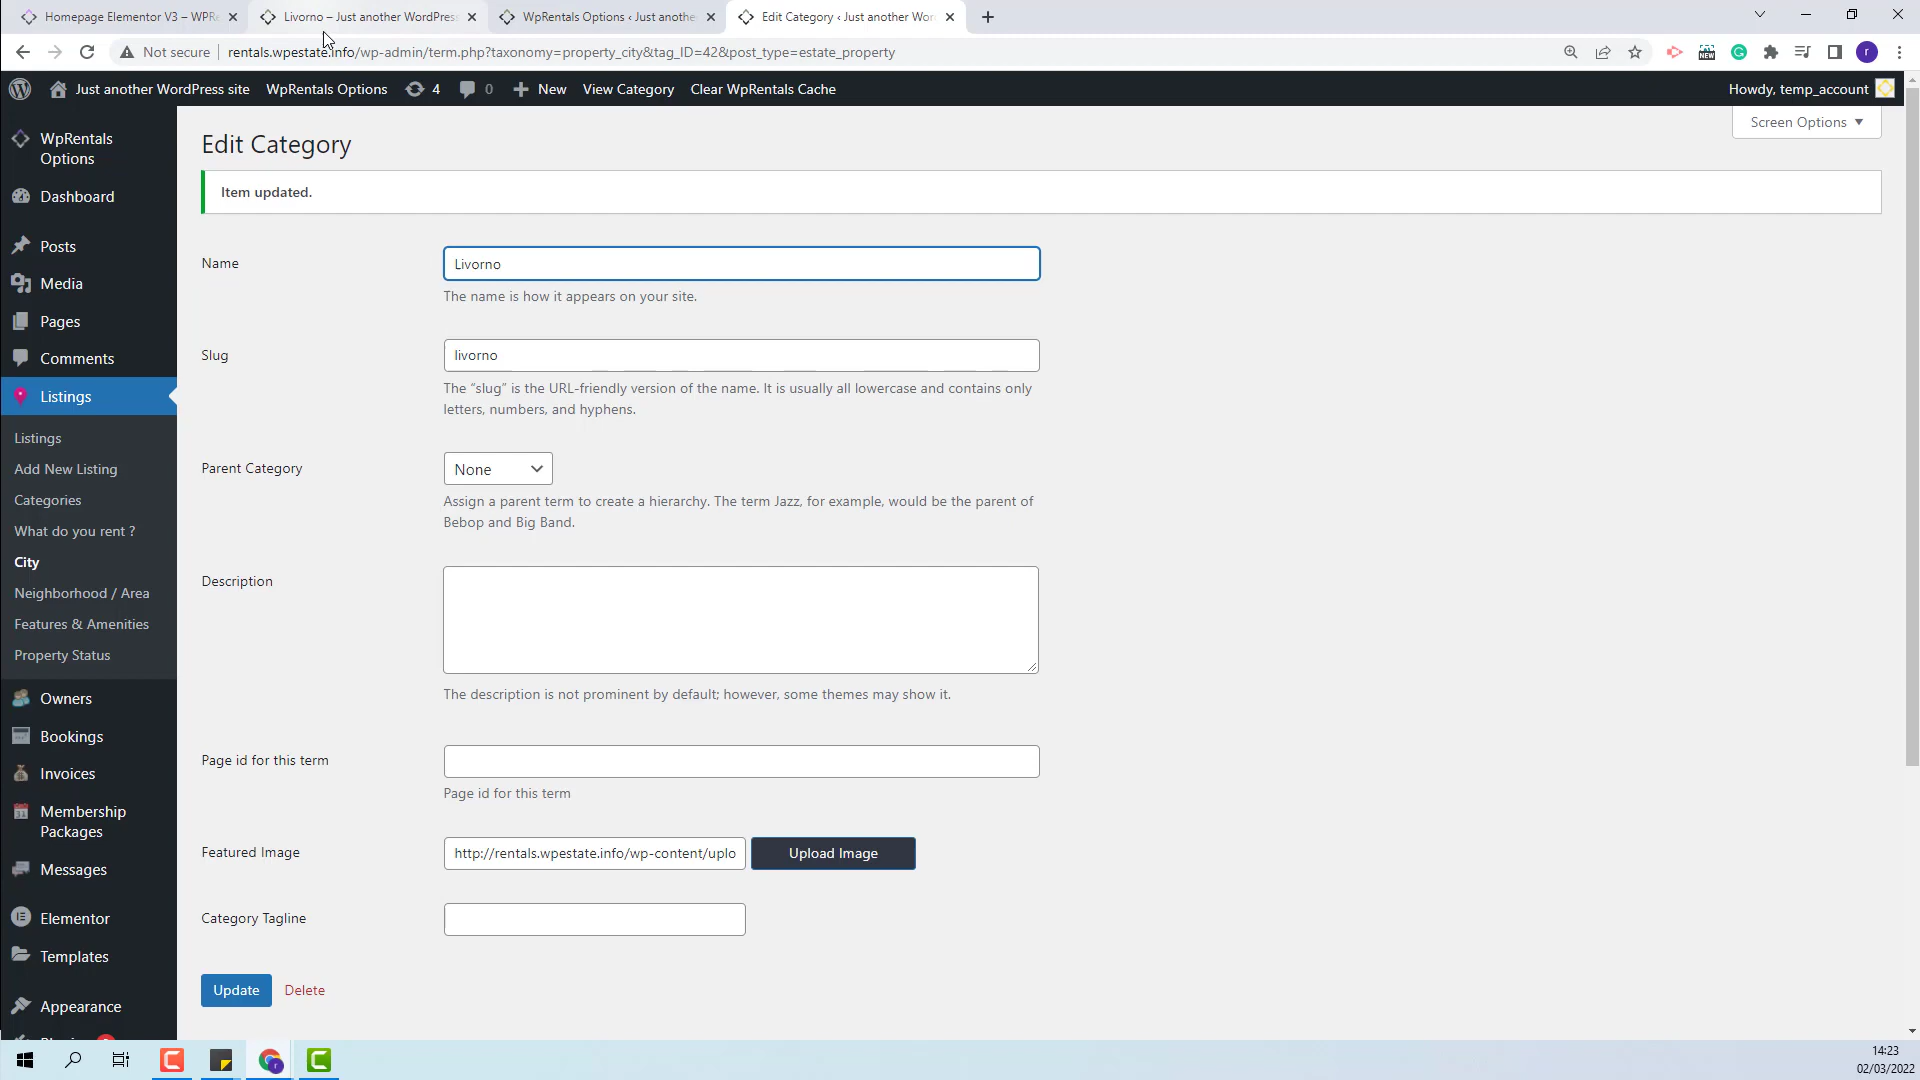 Homepage Elementor V3 – WPRe
Livorno – Just another WordPress
WpRentals Options ‹ Just anothe
Edit Category ‹ Just another Wor
Not secure
rentals.wpestate.info/wp-admin/term.php?taxonomy=property_city&tag_ID=42&post_type=estate_property
NEW
r
Just another WordPress site
WpRentals Options
4
0
New
View Category
Clear WpRentals Cache
Howdy, temp_account
WpRentals
Options
Dashboard
Posts
Media
Pages
Comments
Listings
Listings
Add New Listing
Categories
What do you rent ?
City
Neighborhood / Area
Features & Amenities
Property Status
Owners
Bookings
Invoices
Membership
Packages
Messages
Elementor
Templates
Appearance
Screen Options
Edit Category
Item updated.
Name
Livorno
The name is how it appears on your site.
Slug
livorno
The “slug” is the URL-friendly version of the name. It is usually all lowercase and contains only
letters, numbers, and hyphens.
Parent Category
None
Assign a parent term to create a hierarchy. The term Jazz, for example, would be the parent of
Bebop and Big Band.
Description
The description is not prominent by default; however, some themes may show it.
Page id for this term
Page id for this term
Featured Image
http://rentals.wpestate.info/wp-content/uplo
Upload Image
Category Tagline
Update
Delete
14:23
02/03/2022